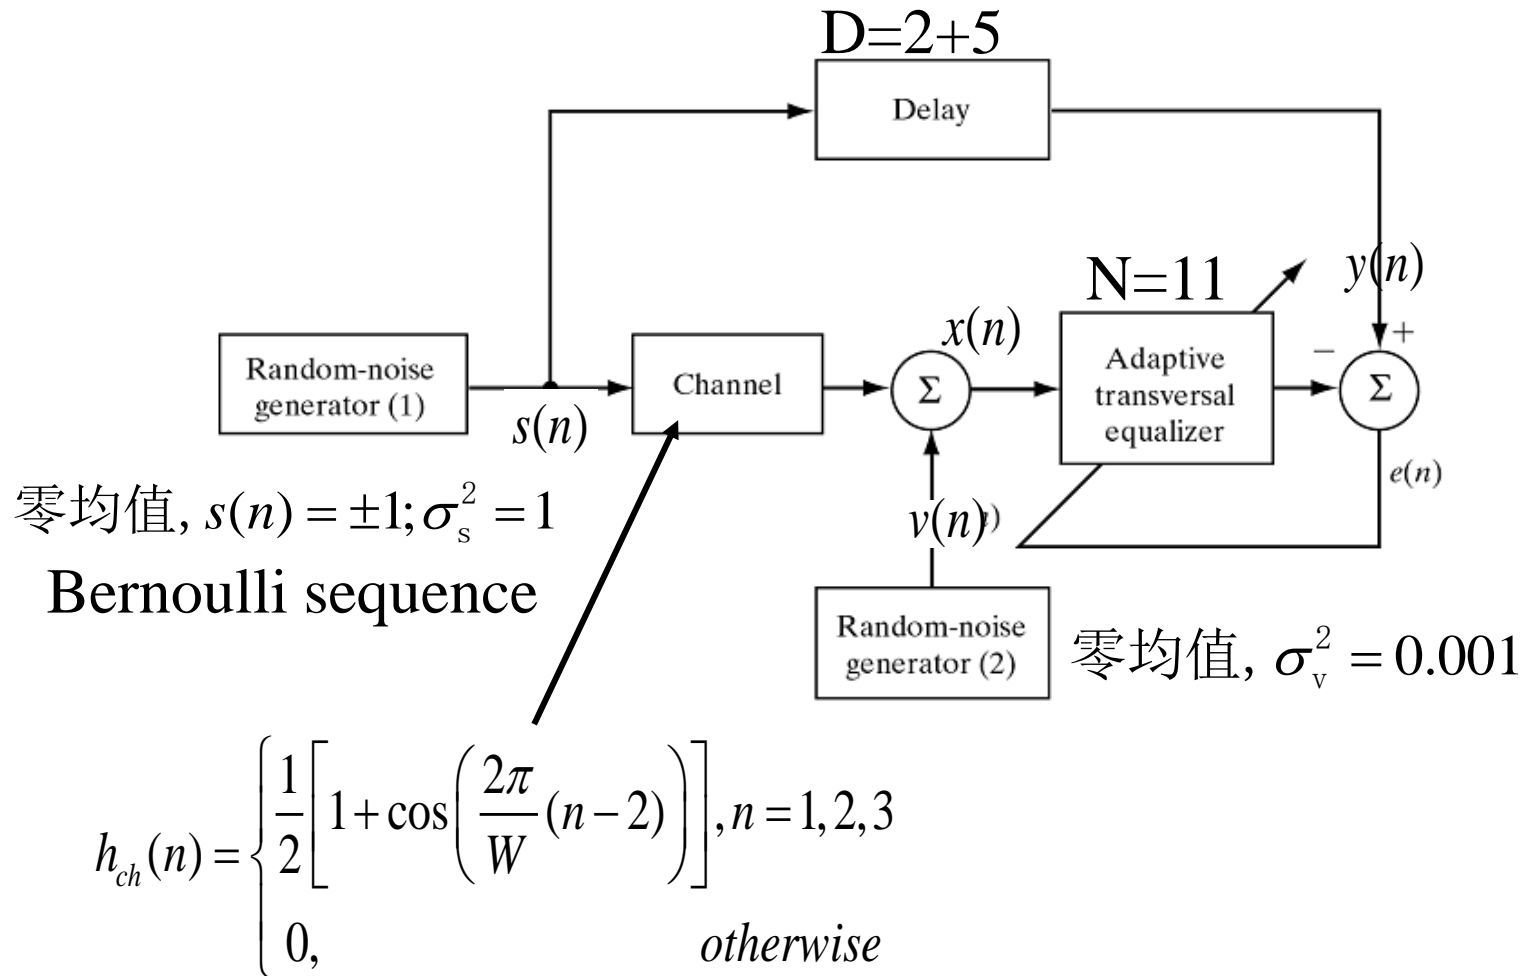 D=2+5
Delay
N=11
y(n)
x(n)
+
−
Random-noise
generator (1)
Channel
Σ
Adaptive
transversal
equalizer
Σ
s(n)
e(n)
零均值, s(n) = ±1; σ_s^2 = 1
v(n)
Bernoulli sequence
Random-noise
generator (2)
零均值, σ_v^2 = 0.001
h_{ch}(n) = { 1/2 [ 1 + cos( 2π/W (n − 2) ) ], n = 1, 2, 3
0, otherwise